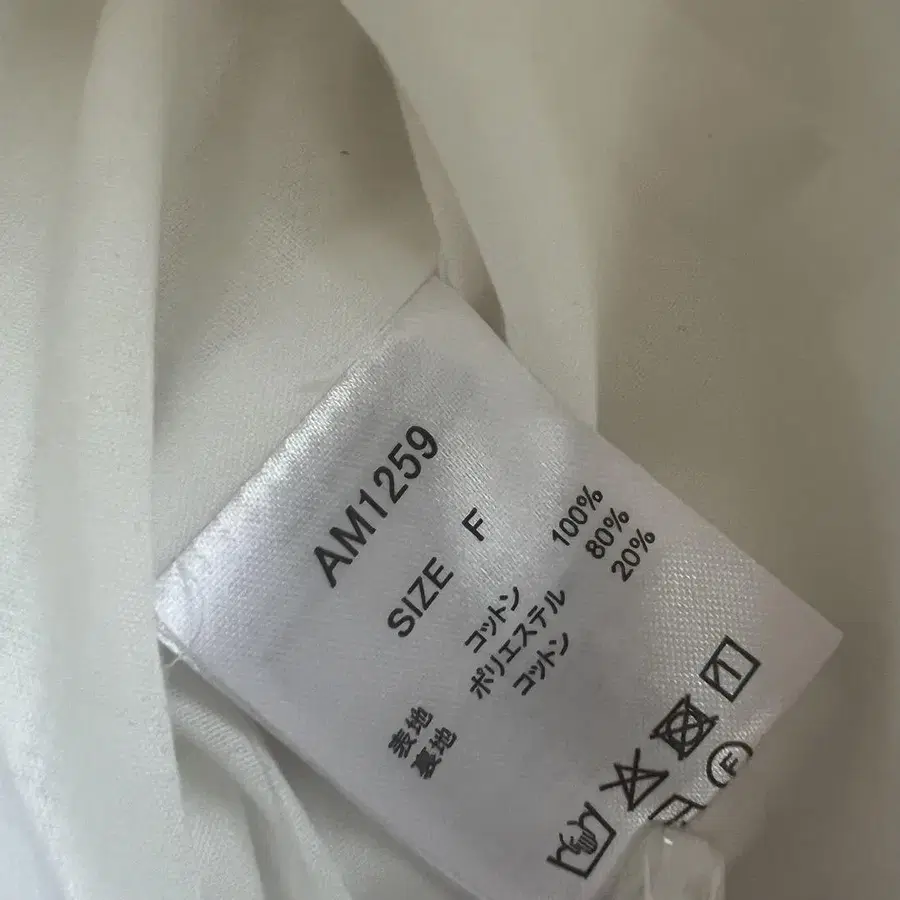 AM1259
SIZE F
表地 コットン 100%
裏地 ポリエステル 80%
コットン 20%
F